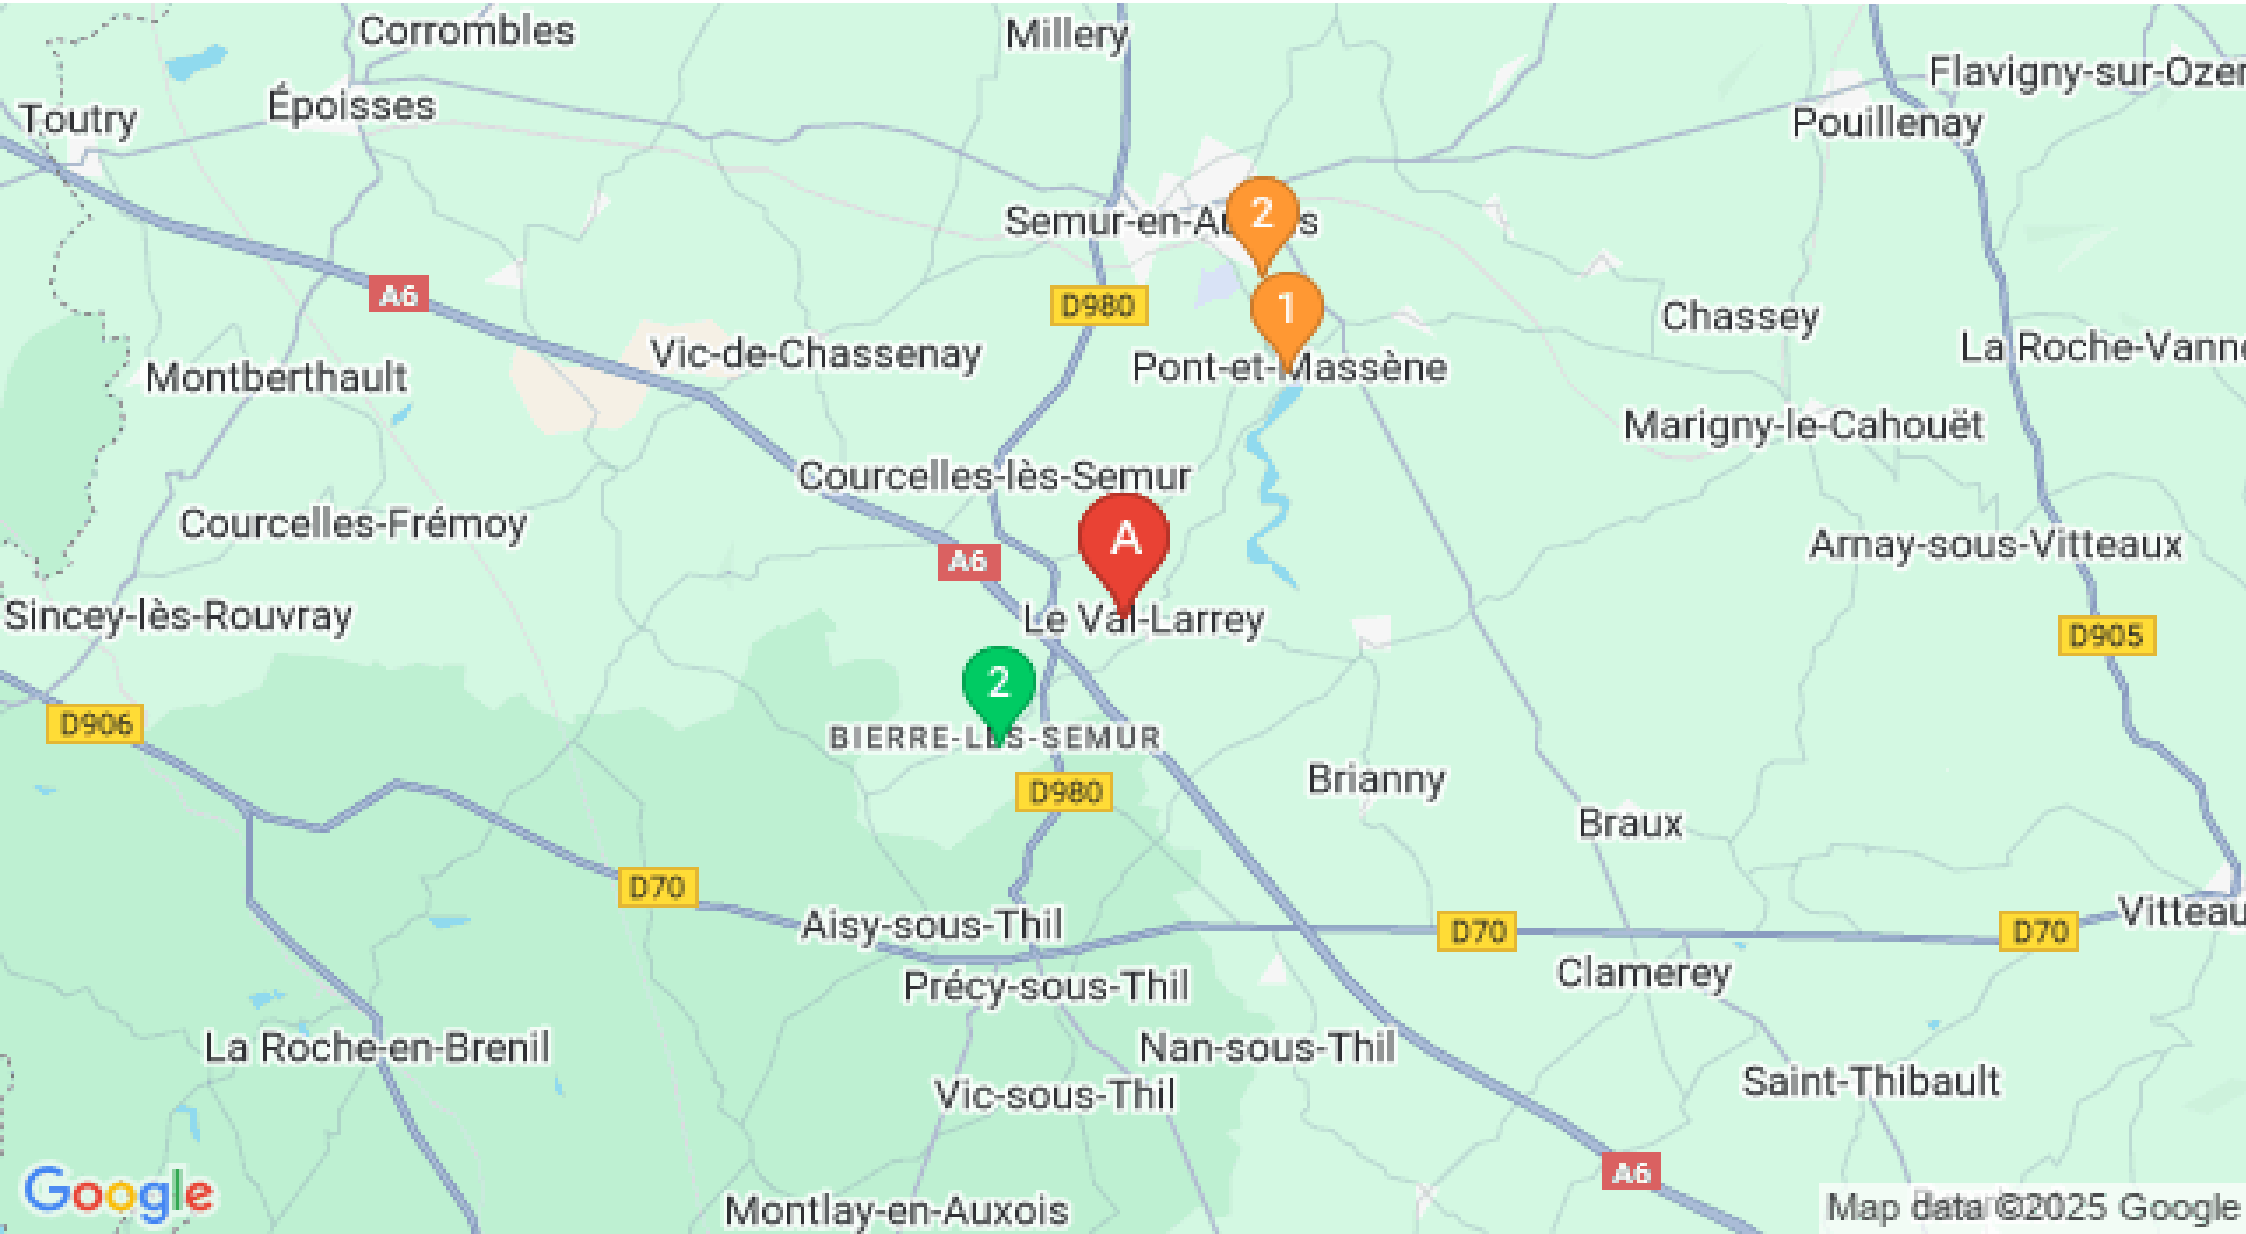 Corrombles
Millery
Flavigny-sur-Ozer
Époisses
Toutry
Pouillenay
2
Semur-en-Au
s
A6
D980
1
Chassey
Vic-de-Chassenay
La Roche-Vann
Pont-et-Massène
Montberthault
Marigny-le-Cahouët
Courcelles-lès-Semur
Courcelles-Frémoy
A
Arnay-sous-Vitteaux
A6
Sincey-lès-Rouvray
Le Val-Larrey
D905
2
D906
BIERRE-LÈS-SEMUR
Brianny
D980
Braux
D70
Vitteau
Aisy-sous-Thil
D70
D70
Clamerey
Précy-sous-Thil
La Roche-en-Brenil
Nan-sous-Thil
Saint-Thibault
Vic-sous-Thil
A6
Google
Montlay-en-Auxois
Map data ©2025 Google